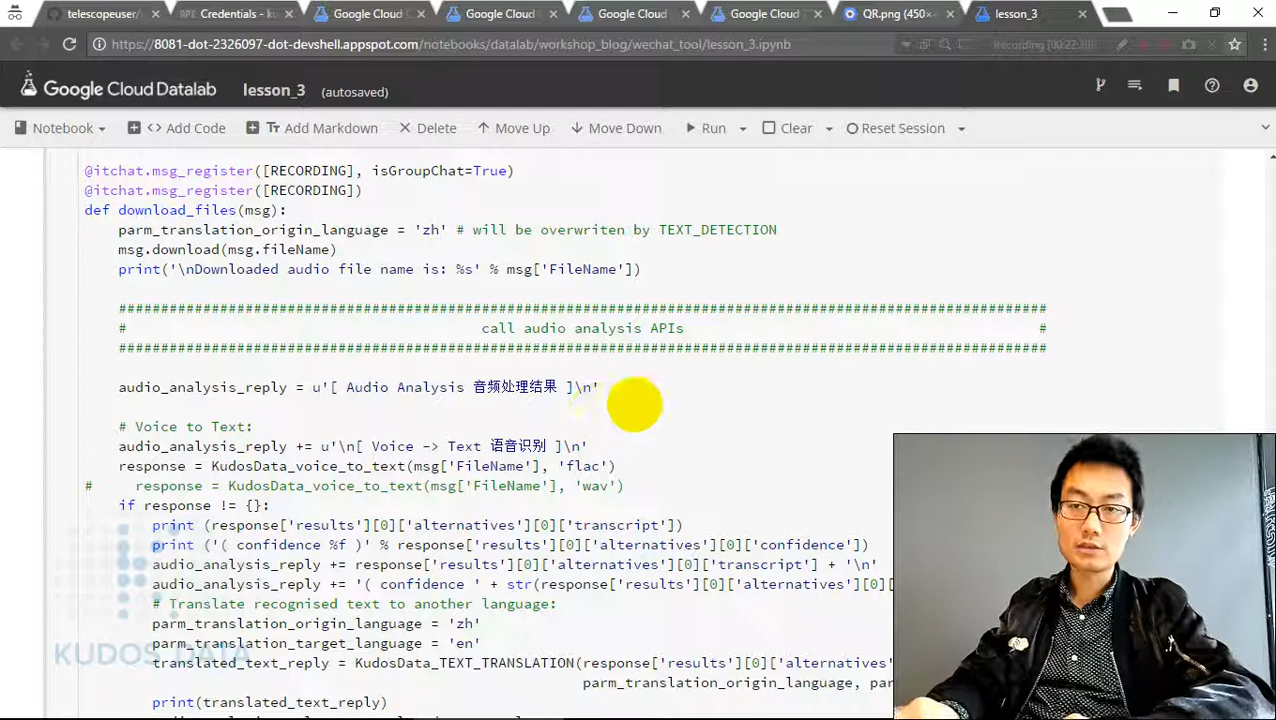 telescopeuser/
Credentials - k
Google Cloud
Google Cloud
Google Cloud
Google Cloud
QR.png (450×
lesson_3
https://8081-dot-2326097-dot-devshell.appspot.com/notebooks/datalab/workshop_blog/wechat_tool/lesson_3.ipynb
Recording [00:22:
Google Cloud Datalab lesson_3 (autosaved)
Notebook <> Add Code Tт Add Markdown Delete Move Up Move Down Run Clear Reset Session
@itchat.msg_register([RECORDING], isGroupChat=True)
@itchat.msg_register([RECORDING])
def download_files(msg):
parm_translation_origin_language = 'zh' # will be overwriten by TEXT_DETECTION
msg.download(msg.fileName)
print('\nDownloaded audio file name is: %s' % msg['FileName'])
##############################################################################################################
# call audio analysis APIs #
##############################################################################################################
audio_analysis_reply = u'[ Audio Analysis 音频处理结果 ]\n'
# Voice to Text:
audio_analysis_reply += u'\n[ Voice -> Text 语音识别 ]\n'
response = KudosData_voice_to_text(msg['FileName'], 'flac')
# response = KudosData_voice_to_text(msg['FileName'], 'wav')
if response != {}:
print (response['results'][0]['alternatives'][0]['transcript'])
print ('( confidence %f )' % response['results'][0]['alternatives'][0]['confidence'])
audio_analysis_reply += response['results'][0]['alternatives'][0]['transcript'] + '\n'
audio_analysis_reply += '( confidence ' + str(response['results'][0]['alternatives'][0]
# Translate recognised text to another language:
parm_translation_origin_language = 'zh'
parm_translation_target_language = 'en'
translated_text_reply = KudosData_TEXT_TRANSLATION(response['results'][0]['alternatives'
parm_translation_origin_language, par
print(translated_text_reply)
KUDOS DATA